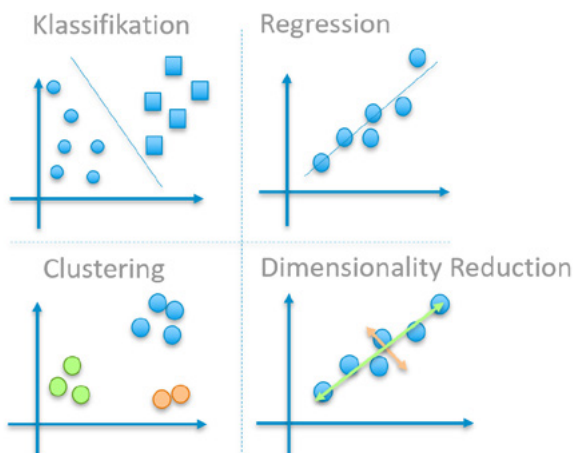 Klassifikation
Regression
Clustering
Dimensionality Reduction